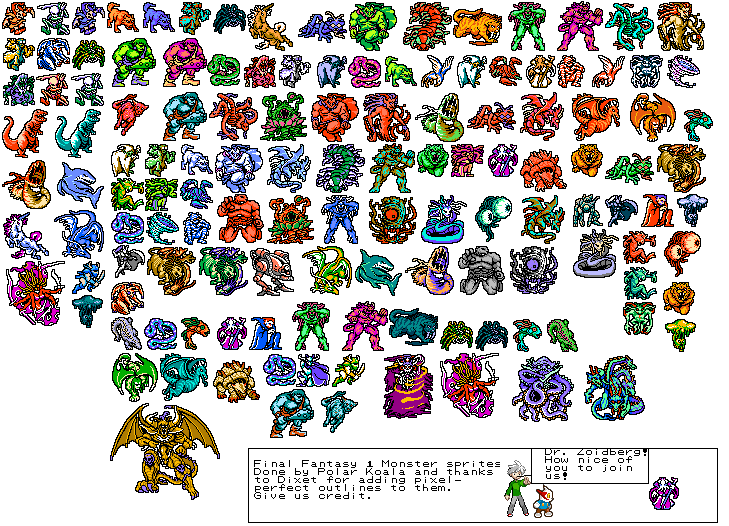 Final Fantasy 1 Monster sprites
Done by Polar Koala and thanks
to Dixet for adding pixel-
perfect outlines to them.
Give us credit.
Dr. Zoidberg!
How nice of
you to join
us!